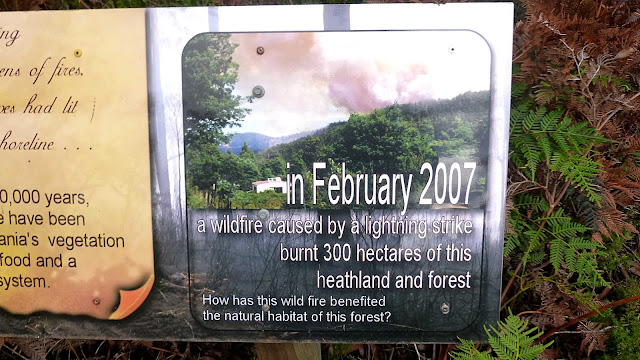 ing
ens of fires.
ves had lit
horeline . . .
0,000 years,
e have been
ania's vegetation
food and a
system.
in February 2007
a wildfire caused by a lightning strike
burnt 300 hectares of this
heathland and forest
How has this wild fire benefited
the natural habitat of this forest?